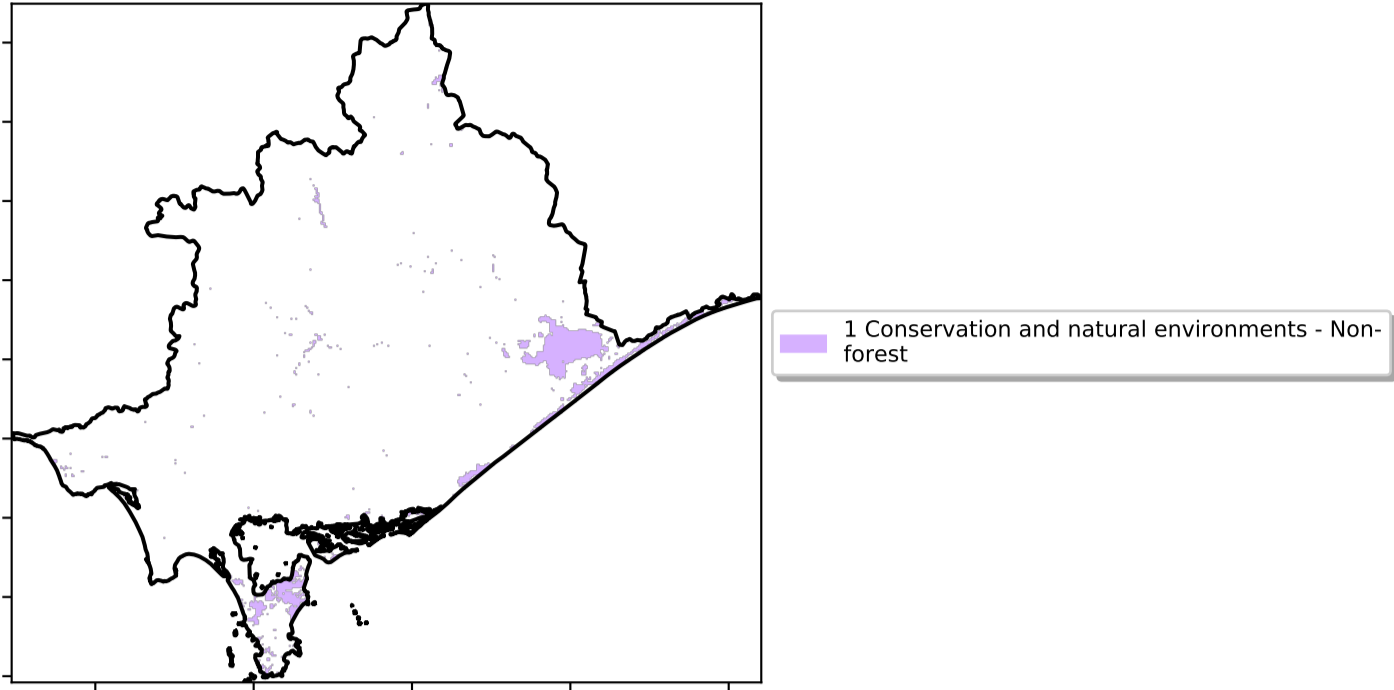 1 Conservation and natural environments - Non-
forest